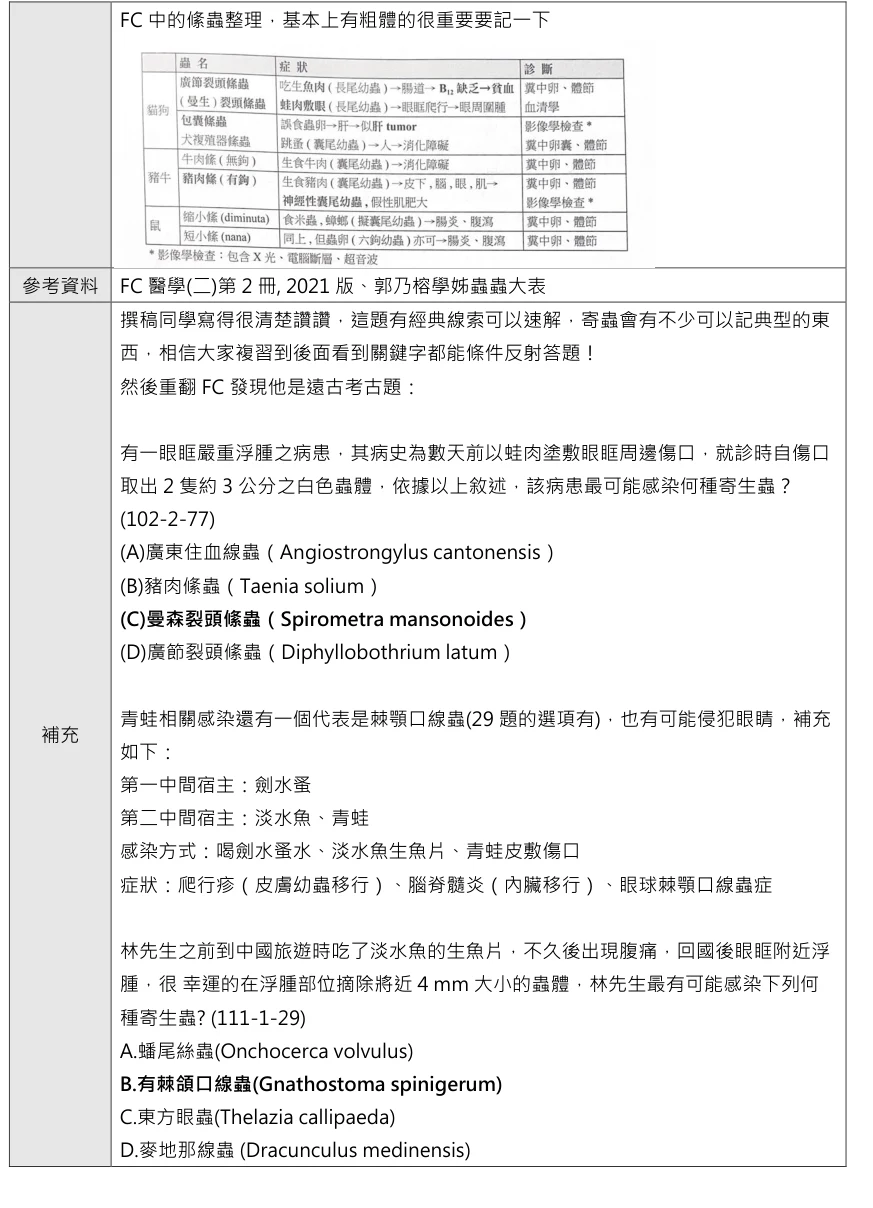 FC 中的絛蟲整理，基本上有粗體的很重要要記一下
蟲 名 症 狀 診 斷
貓狗 廣節裂頭絛蟲 吃生魚肉 ( 長尾幼蟲 )→腸道→ B₁₂ 缺乏→貧血 糞中卵、體節
( 曼生 ) 裂頭絛蟲 蛙肉敷眼 ( 長尾幼蟲 )→眼眶爬行→眼周圍腫 血清學
包囊絛蟲 誤食蟲卵→肝→似肝 tumor 影像學檢查 *
犬複殖器絛蟲 跳蚤 ( 囊尾幼蟲 )→人→消化障礙 糞中卵囊、體節
豬牛 牛肉絛 ( 無鉤 ) 生食牛肉 ( 囊尾幼蟲 )→消化障礙 糞中卵、體節
豬肉絛 ( 有鉤 ) 生食豬肉 ( 囊尾幼蟲 )→皮下 , 腦 , 眼 , 肌→ 糞中卵、體節
神經性囊尾幼蟲 , 假性肌肥大 影像學檢查 *
鼠 縮小絛 (diminuta) 食米蟲 , 蟑螂 ( 擬囊尾幼蟲 )→腸炎、腹瀉 糞中卵、體節
短小絛 (nana) 同上 , 但蟲卵 ( 六鉤幼蟲 ) 亦可→腸炎、腹瀉 糞中卵、體節
* 影像學檢查：包含 X 光、電腦斷層、超音波
參考資料 FC 醫學(二)第 2 冊, 2021 版、郭乃榕學姊蟲蟲大表
撰稿同學寫得很清楚讚讚，這題有經典線索可以速解，寄蟲會有不少可以記典型的東
西，相信大家複習到後面看到關鍵字都能條件反射答題！
然後重翻 FC 發現他是遠古考古題：
有一眼眶嚴重浮腫之病患，其病史為數天前以蛙肉塗敷眼眶周邊傷口，就診時自傷口
取出 2 隻約 3 公分之白色蟲體，依據以上敘述，該病患最可能感染何種寄生蟲？
(102-2-77)
(A)廣東住血線蟲（Angiostrongylus cantonensis）
(B)豬肉絛蟲（Taenia solium）
(C)曼森裂頭絛蟲（Spirometra mansonoides）
(D)廣節裂頭絛蟲（Diphyllobothrium latum）
補充
青蛙相關感染還有一個代表是棘顎口線蟲(29 題的選項有)，也有可能侵犯眼睛，補充
如下：
第一中間宿主：劍水蚤
第二中間宿主：淡水魚、青蛙
感染方式：喝劍水蚤水、淡水魚生魚片、青蛙皮敷傷口
症狀：爬行疹（皮膚幼蟲移行）、腦脊髓炎（內臟移行）、眼球棘顎口線蟲症
林先生之前到中國旅遊時吃了淡水魚的生魚片，不久後出現腹痛，回國後眼眶附近浮
腫，很 幸運的在浮腫部位摘除將近 4 mm 大小的蟲體，林先生最有可能感染下列何
種寄生蟲? (111-1-29)
A.蟠尾絲蟲(Onchocerca volvulus)
B.有棘頜口線蟲(Gnathostoma spinigerum)
C.東方眼蟲(Thelazia callipaeda)
D.麥地那線蟲 (Dracunculus medinensis)